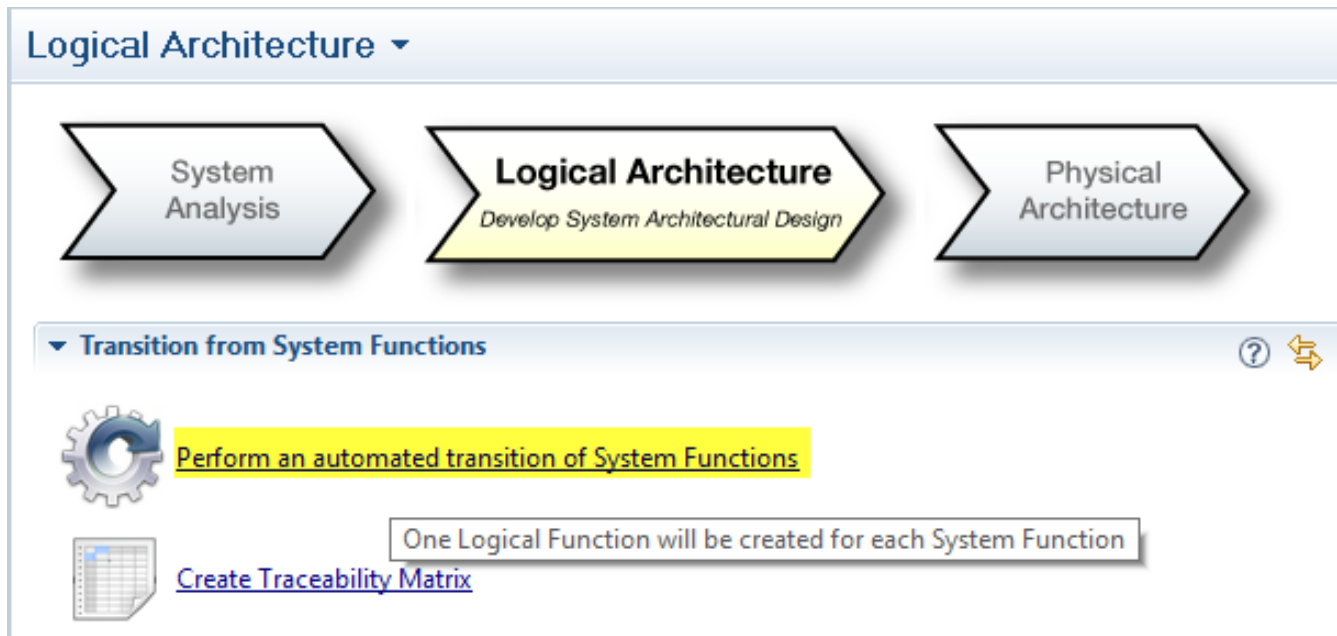 Logical Architecture
System
Analysis
Logical Architecture
Develop System Architectural Design
Physical
Architecture
Transition from System Functions
Perform an automated transition of System Functions
One Logical Function will be created for each System Function
Create Traceability Matrix